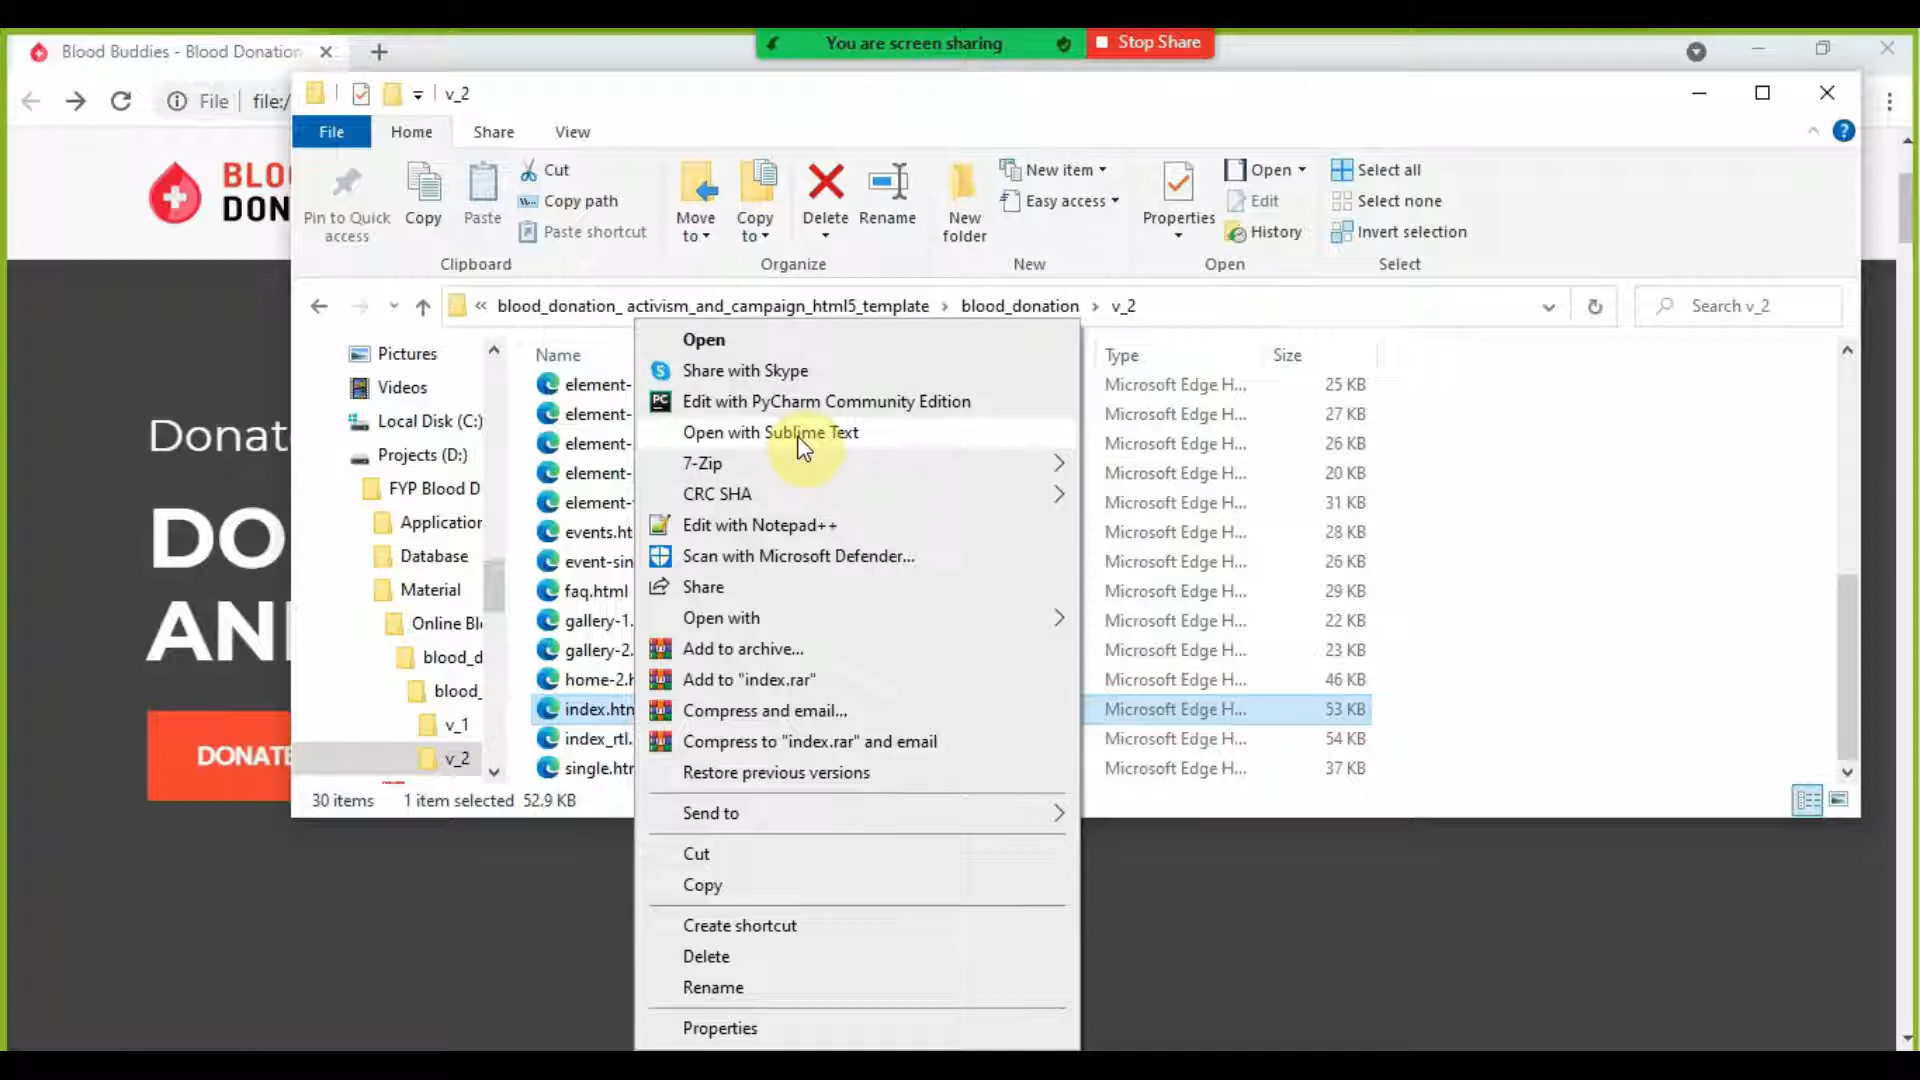 Blood Buddies - Blood Donation
You are screen sharing
Stop Share
File
file:/
v_2
File
Home
Share
View
Pin to Quick access
Copy
Paste
Cut
Copy path
Paste shortcut
Clipboard
Move to
Copy to
Delete
Rename
Organize
New folder
New item
Easy access
New
Properties
Open
Edit
History
Open
Select all
Select none
Invert selection
Select
« blood_donation_ activism_and_campaign_html5_template › blood_donation › v_2
Search v_2
BLO
DON
Donat
DO
AN
DONATE
Pictures
Videos
Local Disk (C:)
Projects (D:)
FYP Blood D
Application
Database
Material
Online Blo
blood_d
blood_
v_1
v_2
Name
Type
Size
element-
Microsoft Edge H...
25 KB
element-
Microsoft Edge H...
27 KB
element-
Microsoft Edge H...
26 KB
element-
Microsoft Edge H...
20 KB
element-
Microsoft Edge H...
31 KB
events.ht
Microsoft Edge H...
28 KB
event-sin
Microsoft Edge H...
26 KB
faq.html
Microsoft Edge H...
29 KB
gallery-1.
Microsoft Edge H...
22 KB
gallery-2.
Microsoft Edge H...
23 KB
home-2.h
Microsoft Edge H...
46 KB
index.htm
Microsoft Edge H...
53 KB
index_rtl.
Microsoft Edge H...
54 KB
single.htm
Microsoft Edge H...
37 KB
30 items
1 item selected 52.9 KB
Open
Share with Skype
Edit with PyCharm Community Edition
Open with Sublime Text
7-Zip
CRC SHA
Edit with Notepad++
Scan with Microsoft Defender...
Share
Open with
Add to archive...
Add to "index.rar"
Compress and email...
Compress to "index.rar" and email
Restore previous versions
Send to
Cut
Copy
Create shortcut
Delete
Rename
Properties